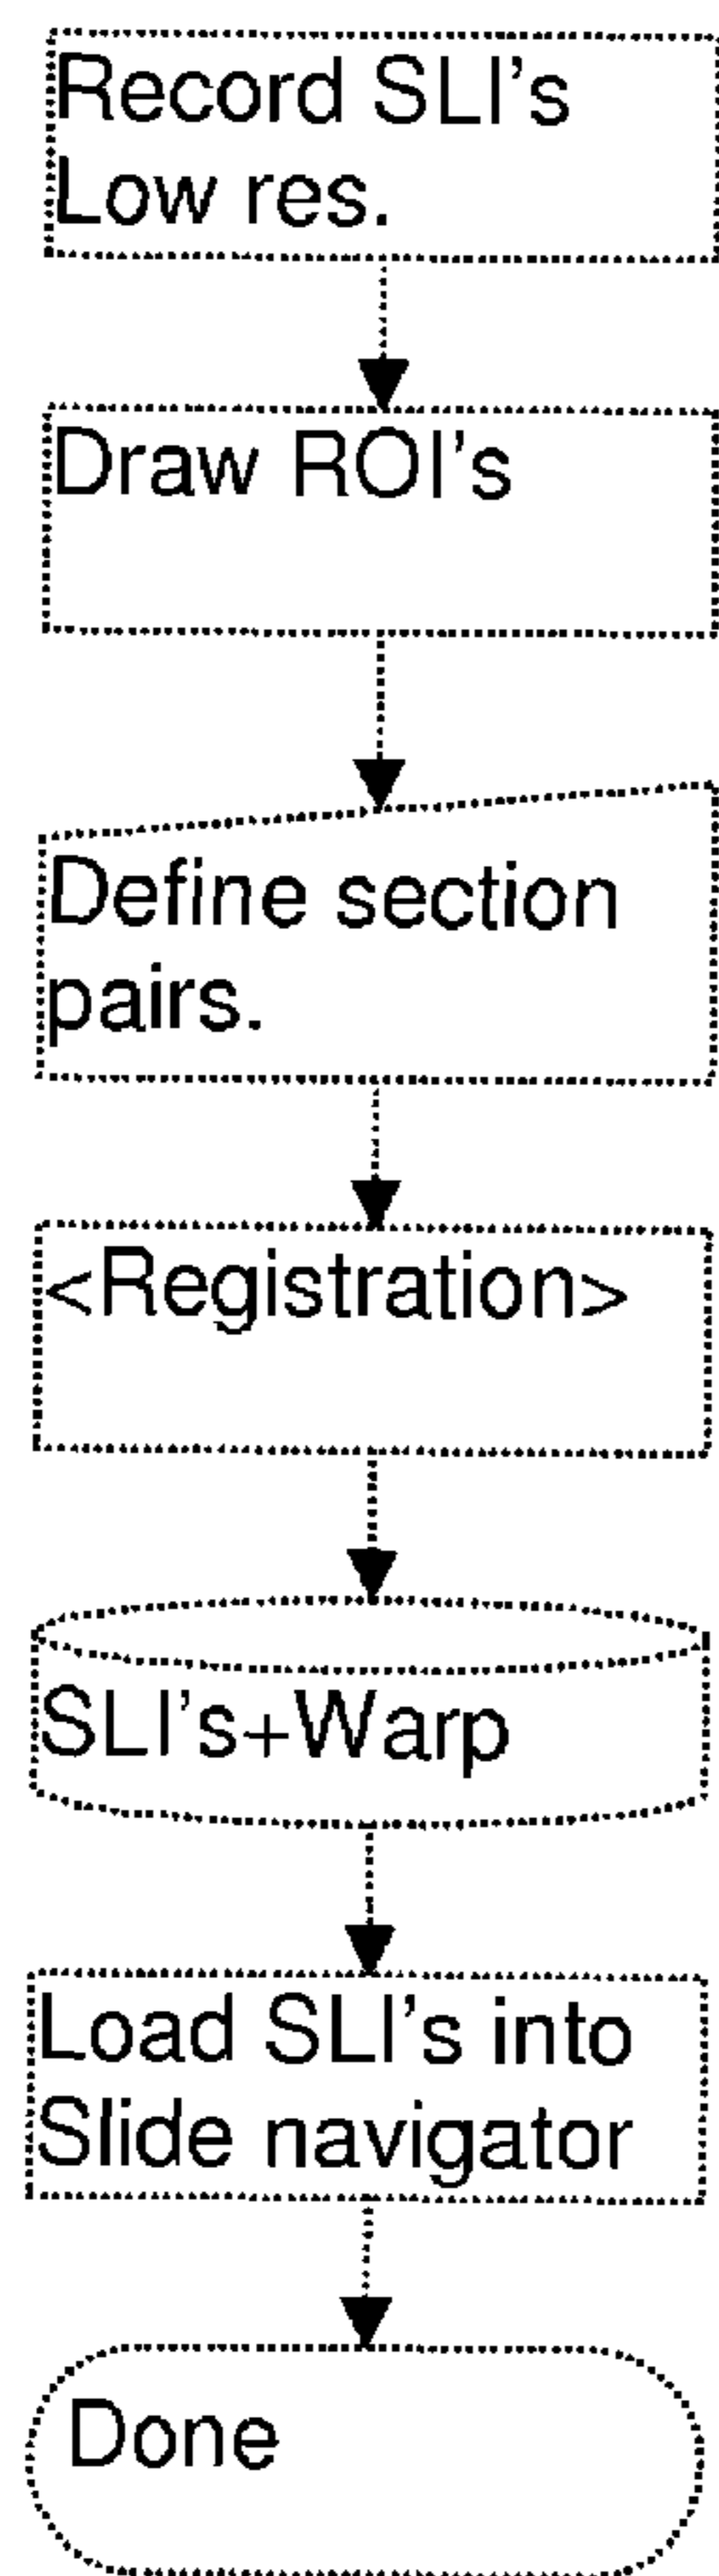 Record SLI's
Low res.
Draw ROI's
Define section
pairs.
<Registration>
SLI's+Warp
Load SLI's into
Slide navigator
Done